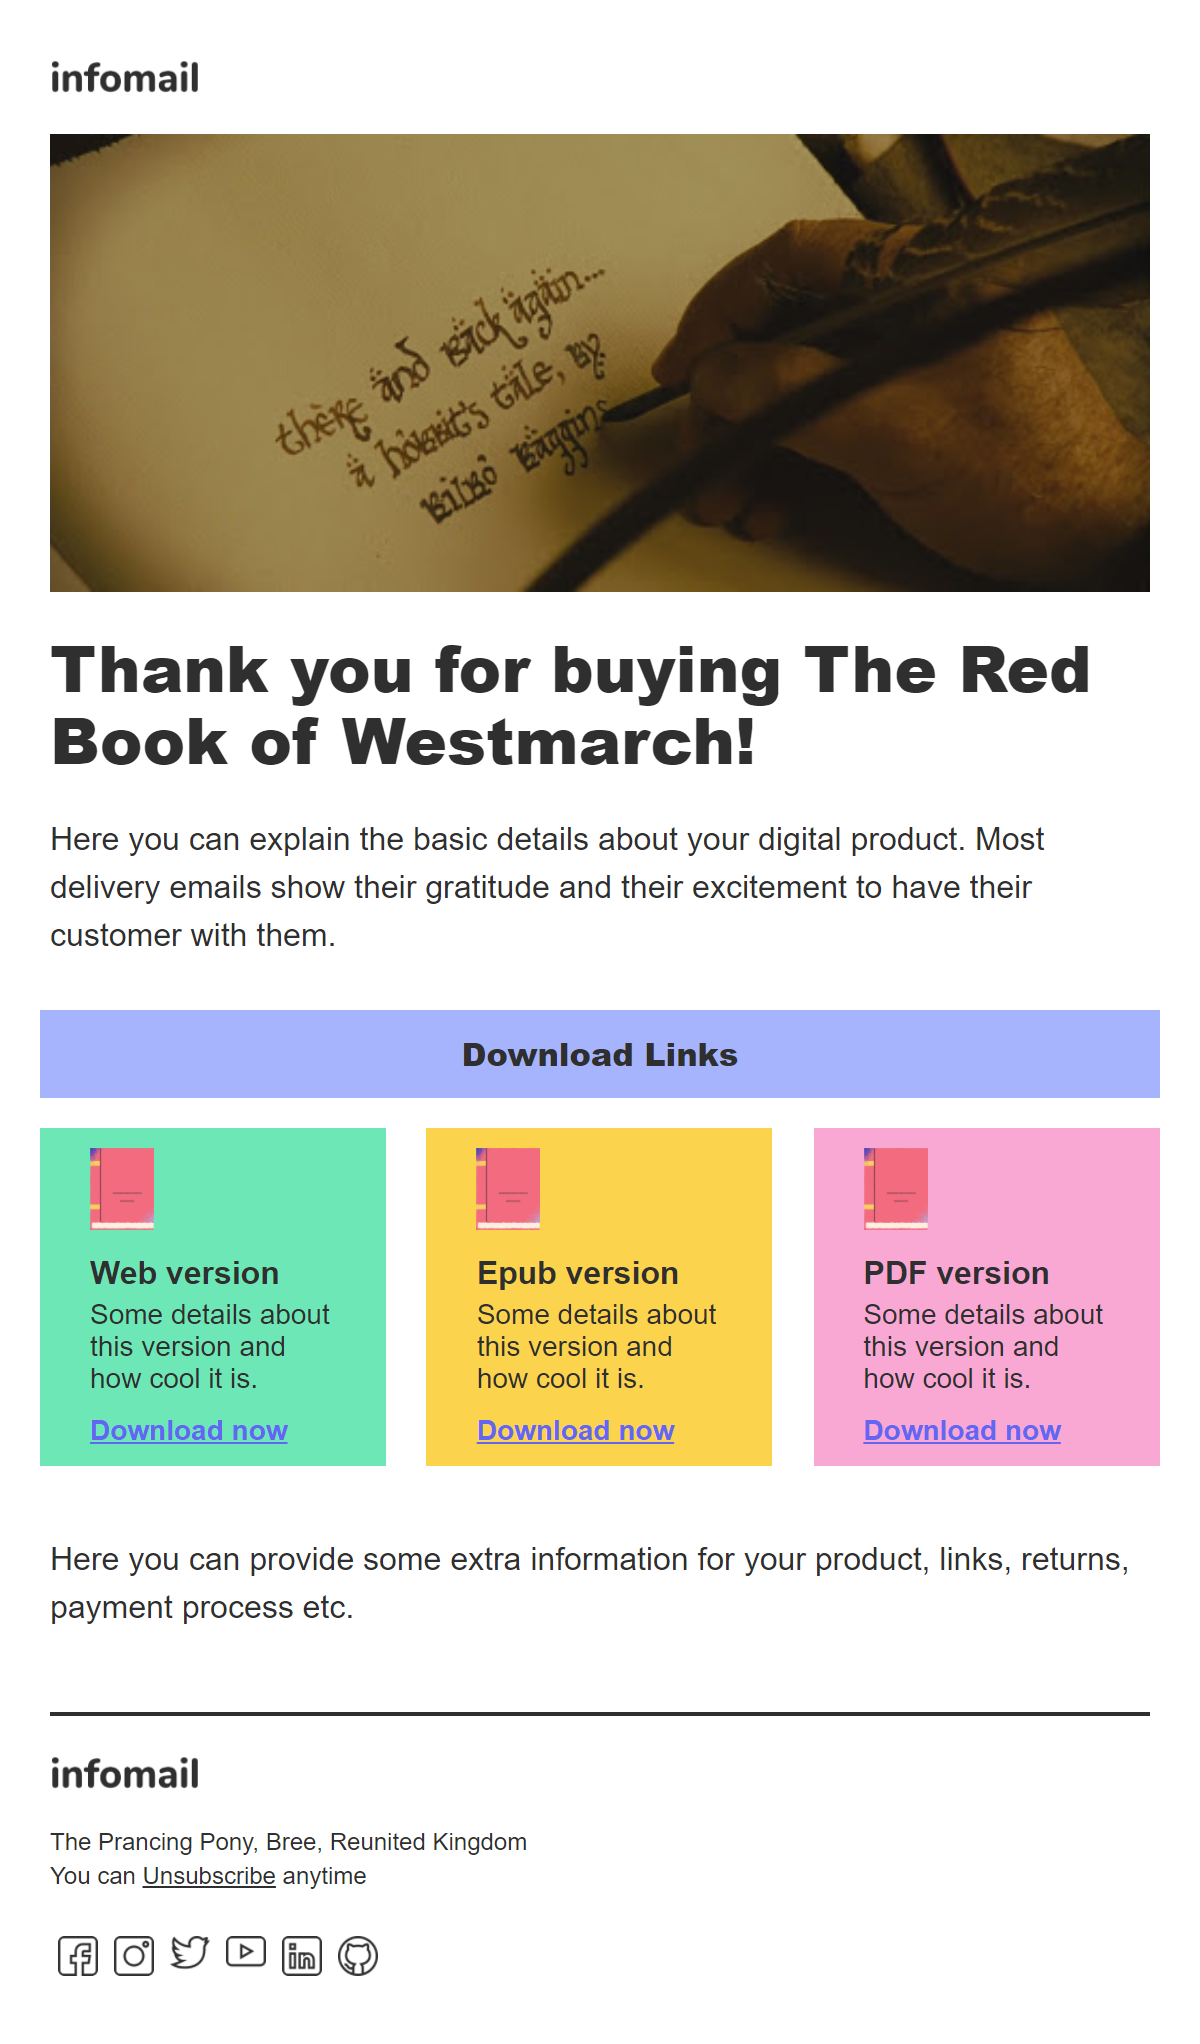 infomail
there and back again...
a hobbit's tale, by
Bilbo Baggins
Thank you for buying The Red
Book of Westmarch!
Here you can explain the basic details about your digital product. Most
delivery emails show their gratitude and their excitement to have their
customer with them.
Download Links
Web version
Some details about
this version and
how cool it is.
Download now
Epub version
Some details about
this version and
how cool it is.
Download now
PDF version
Some details about
this version and
how cool it is.
Download now
Here you can provide some extra information for your product, links, returns,
payment process etc.
infomail
The Prancing Pony, Bree, Reunited Kingdom
You can Unsubscribe anytime